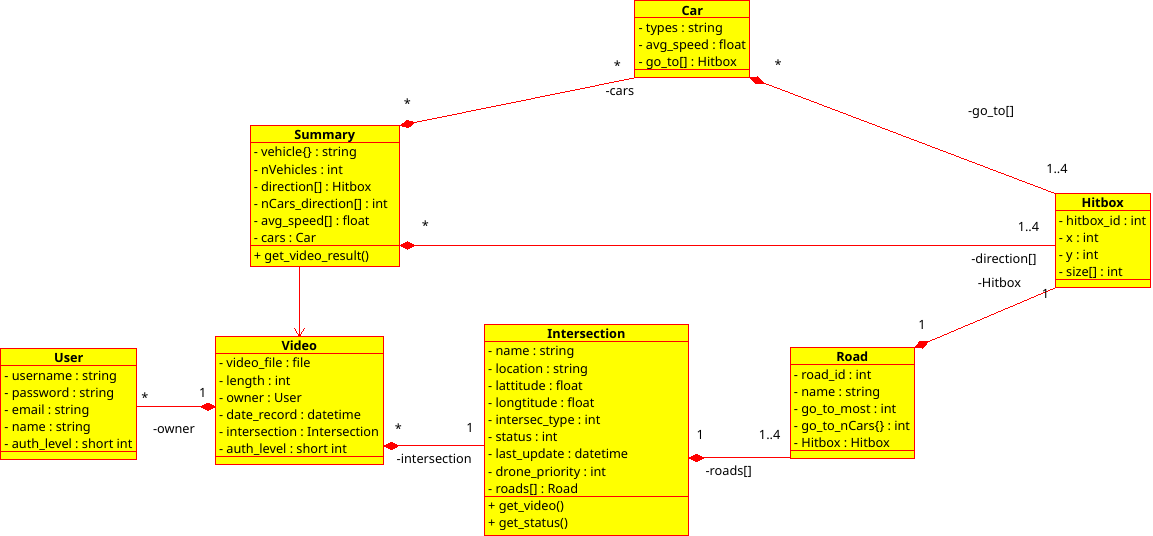 Car
- types : string
- avg_speed : float
- go_to[] : Hitbox
*
*
-cars
*
-go_to[]
1..4
Summary
- vehicle{} : string
- nVehicles : int
- direction[] : Hitbox
- nCars_direction[] : int
- avg_speed[] : float
- cars : Car
+ get_video_result()
*
1..4
-direction[]
Hitbox
- hitbox_id : int
- x : int
- y : int
- size[] : int
-Hitbox
1
1
User
- username : string
- password : string
- email : string
- name : string
- auth_level : short int
*
1
-owner
Video
- video_file : file
- length : int
- owner : User
- date_record : datetime
- intersection : Intersection
- auth_level : short int
*
1
-intersection
Intersection
- name : string
- location : string
- lattitude : float
- longtitude : float
- intersec_type : int
- status : int
- last_update : datetime
- drone_priority : int
- roads[] : Road
+ get_video()
+ get_status()
1
1..4
-roads[]
Road
- road_id : int
- name : string
- go_to_most : int
- go_to_nCars{} : int
- Hitbox : Hitbox